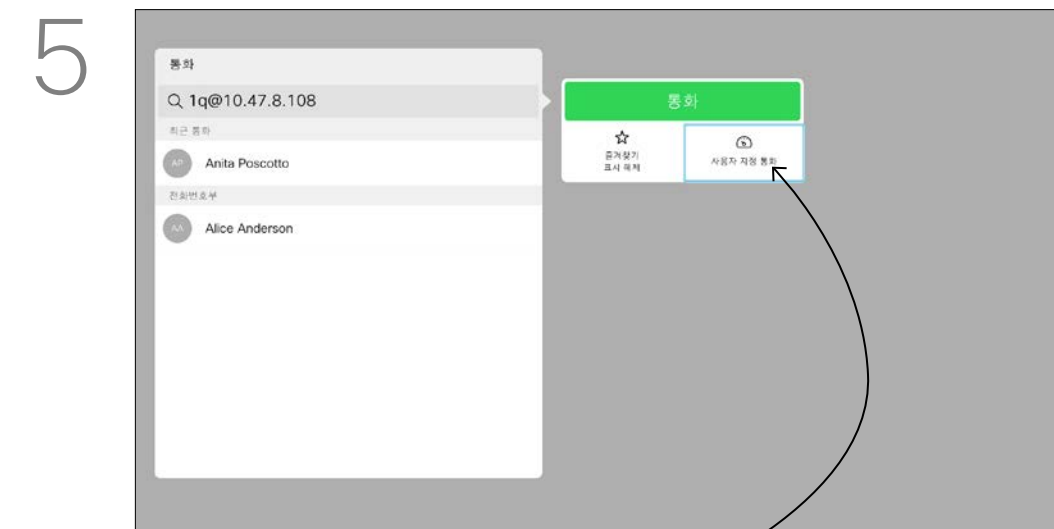 5
통화
1q@10.47.8.108
최근 통화
AP Anita Poscotto
전화번호부
AA Alice Anderson
통화
즐겨찾기
표시 해제
사용자 지정 통화